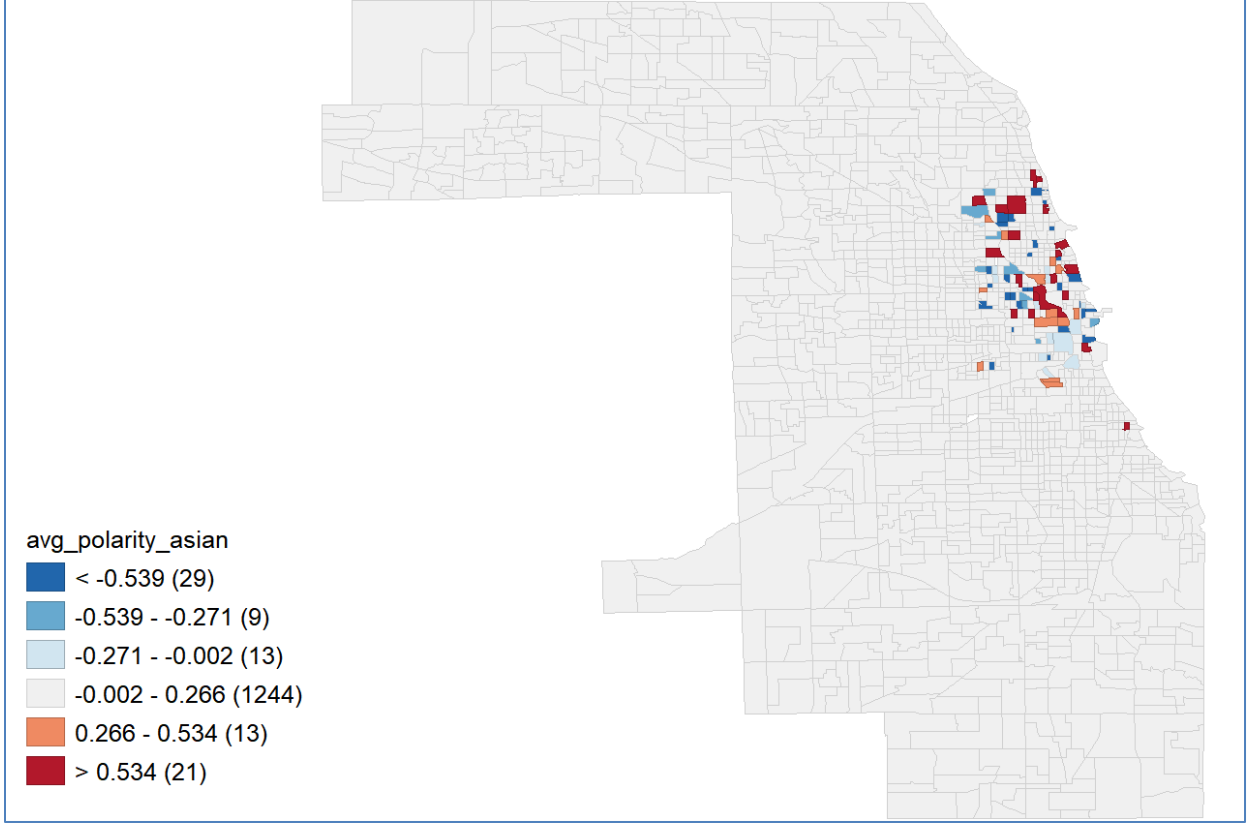 avg_polarity_asian
< -0.539 (29)
-0.539 - -0.271 (9)
-0.271 - -0.002 (13)
-0.002 - 0.266 (1244)
0.266 - 0.534 (13)
> 0.534 (21)